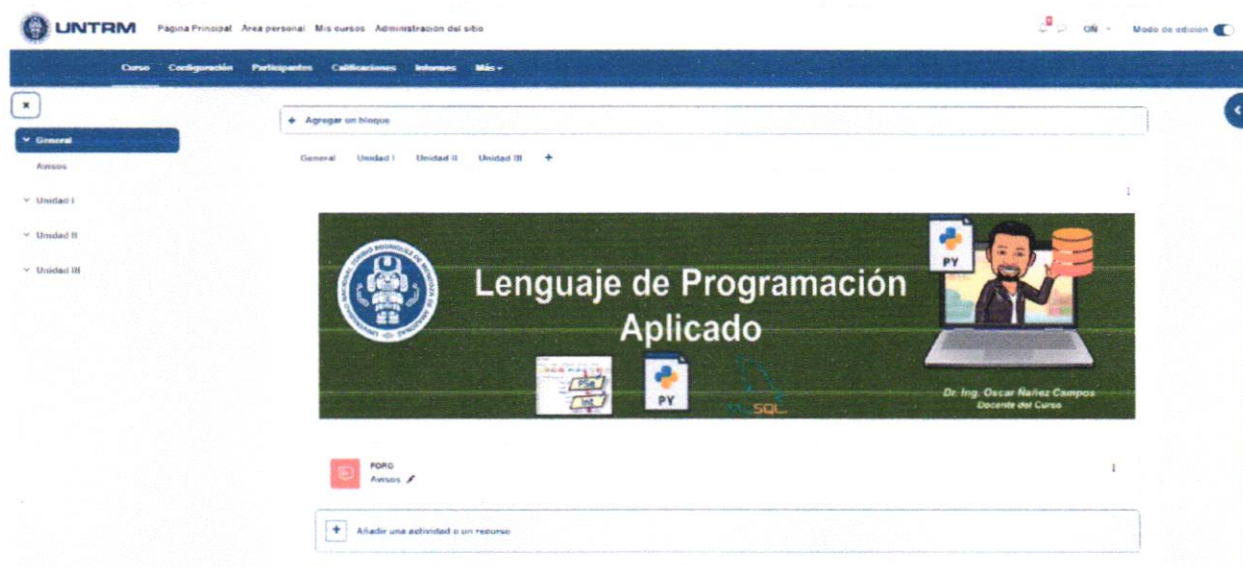 UNTRM Página Principal Área personal Mis cursos Administración del sitio OÑ Modo de edición
Curso Configuración Participantes Calificaciones Informes Más
Agregar un bloque
General
Avisos
Unidad I
Unidad II
Unidad III
General Unidad I Unidad II Unidad III
Lenguaje de Programación
Aplicado
PY
PSe
Int
PY
SQL
Dr. Ing. Oscar Ñañez Campos
Docente del Curso
FORO
Avisos
Añadir una actividad o un recurso